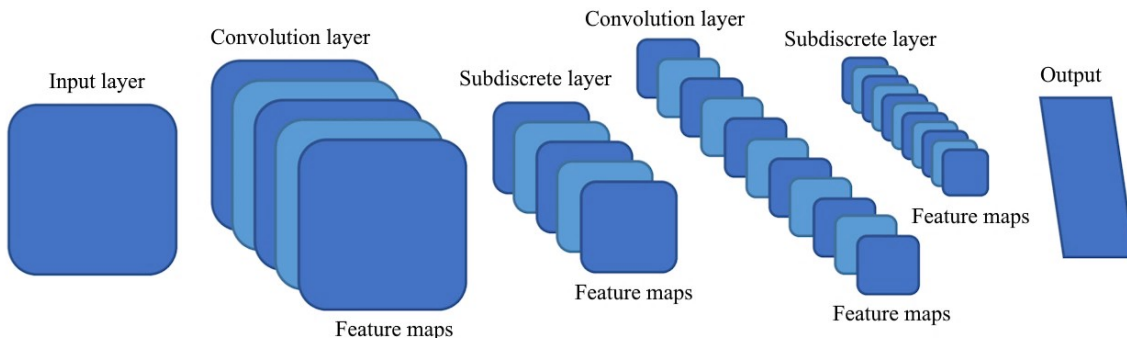 Input layer
Convolution layer
Feature maps
Subdiscrete layer
Feature maps
Convolution layer
Feature maps
Subdiscrete layer
Feature maps
Output